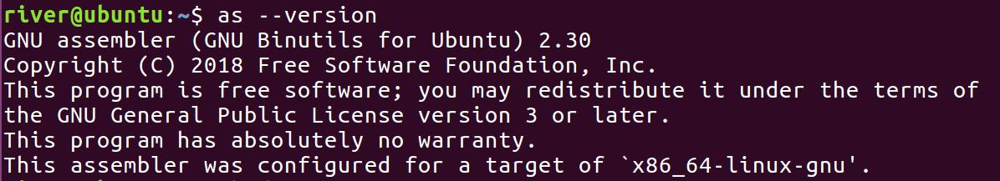 river@ubuntu:~$ as --version
GNU assembler (GNU Binutils for Ubuntu) 2.30
Copyright (C) 2018 Free Software Foundation, Inc.
This program is free software; you may redistribute it under the terms of
the GNU General Public License version 3 or later.
This program has absolutely no warranty.
This assembler was configured for a target of `x86_64-linux-gnu'.